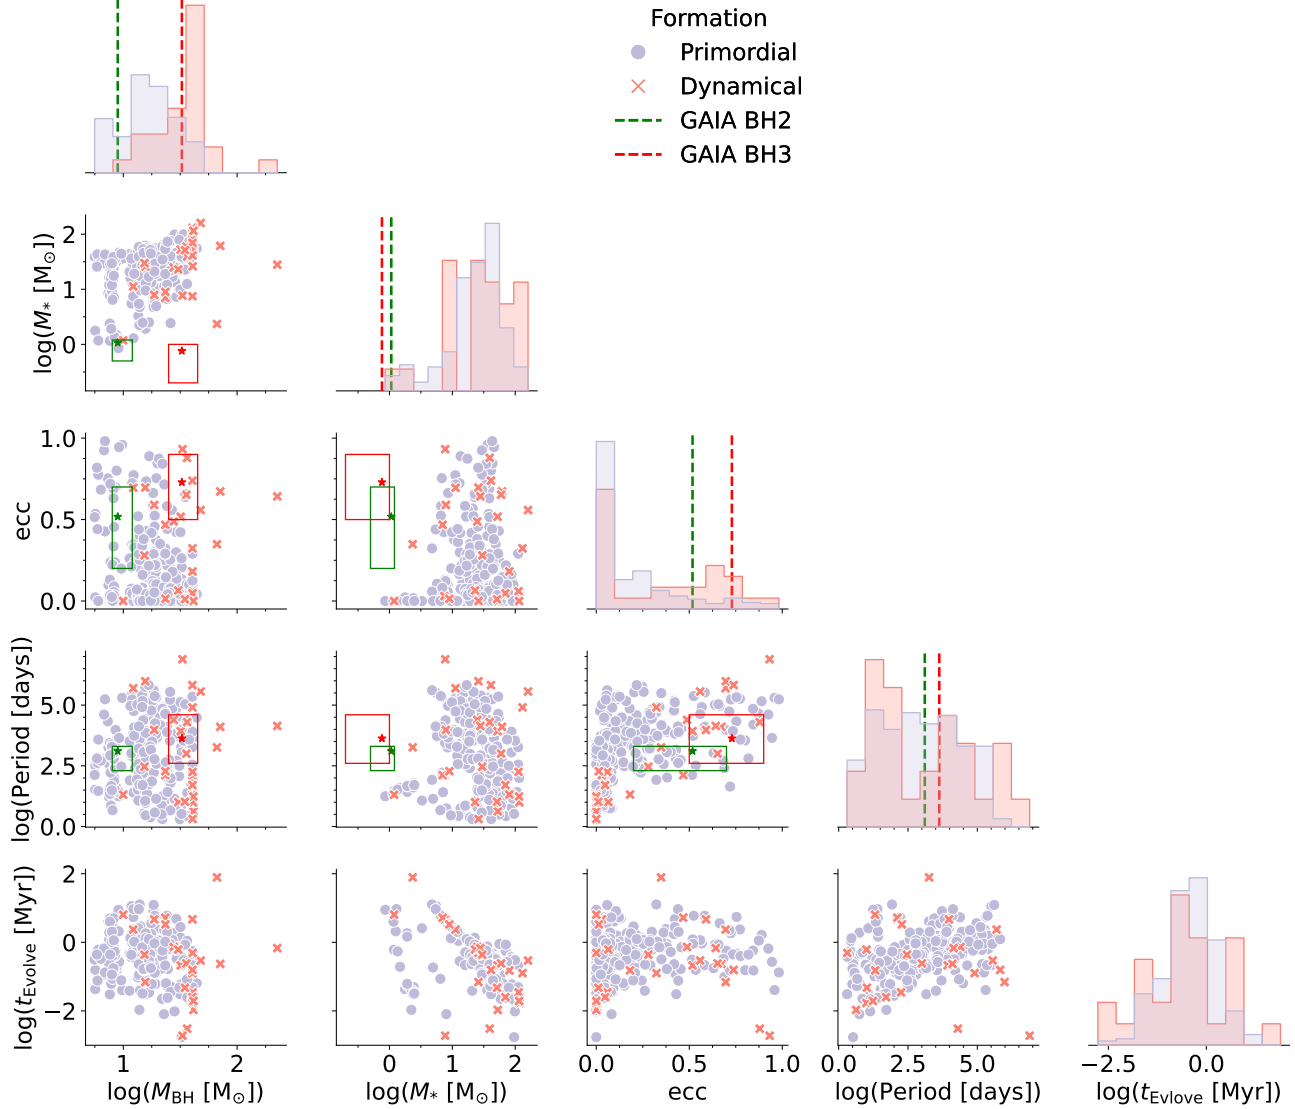 Formation
Primordial
Dynamical
GAIA BH2
GAIA BH3
log(M* [M⊙])
2
1
0
ecc
1.0
0.5
0.0
log(Period [days])
5.0
2.5
0.0
log(tEvolve [Myr])
2
0
−2
1 2
0 1 2
0.0 0.5 1.0
0.0 2.5 5.0
−2.5 0.0
log(MBH [M⊙])
log(M* [M⊙])
ecc
log(Period [days])
log(tEvlove [Myr])